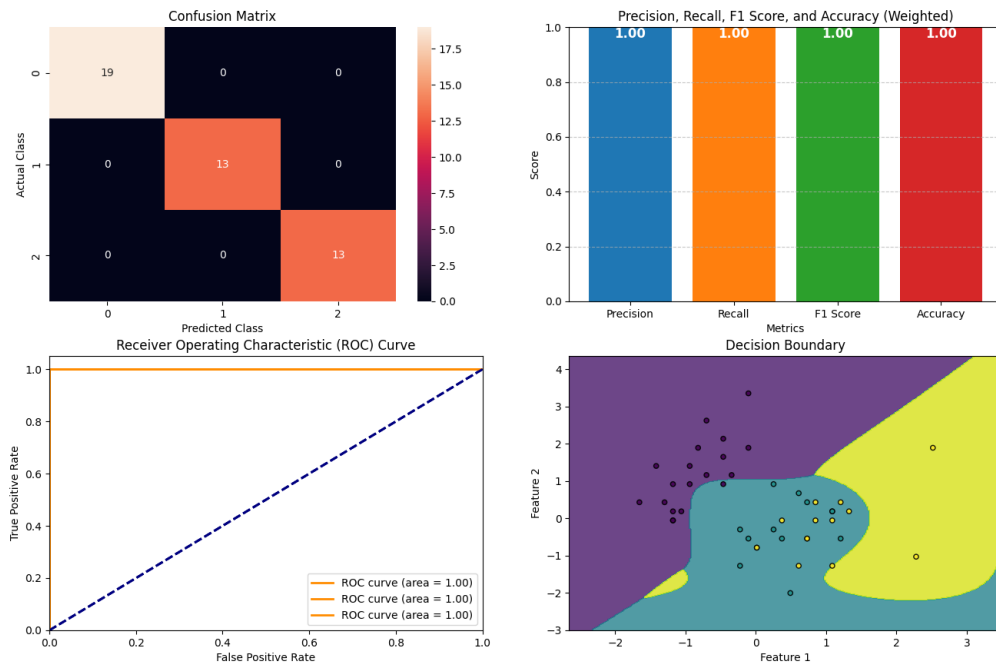 Confusion Matrix
Actual Class
0
1
2
19 0 0
0 13 0
0 0 13
0 1 2
Predicted Class
17.5
15.0
12.5
10.0
7.5
5.0
2.5
0.0
Precision, Recall, F1 Score, and Accuracy (Weighted)
Score
1.0
0.8
0.6
0.4
0.2
0.0
1.00 1.00 1.00 1.00
Precision Recall F1 Score Accuracy
Metrics
Receiver Operating Characteristic (ROC) Curve
True Positive Rate
1.0
0.8
0.6
0.4
0.2
0.0
ROC curve (area = 1.00)
ROC curve (area = 1.00)
ROC curve (area = 1.00)
0.0 0.2 0.4 0.6 0.8 1.0
False Positive Rate
Decision Boundary
Feature 2
4
3
2
1
0
−1
−2
−3
−2 −1 0 1 2 3
Feature 1